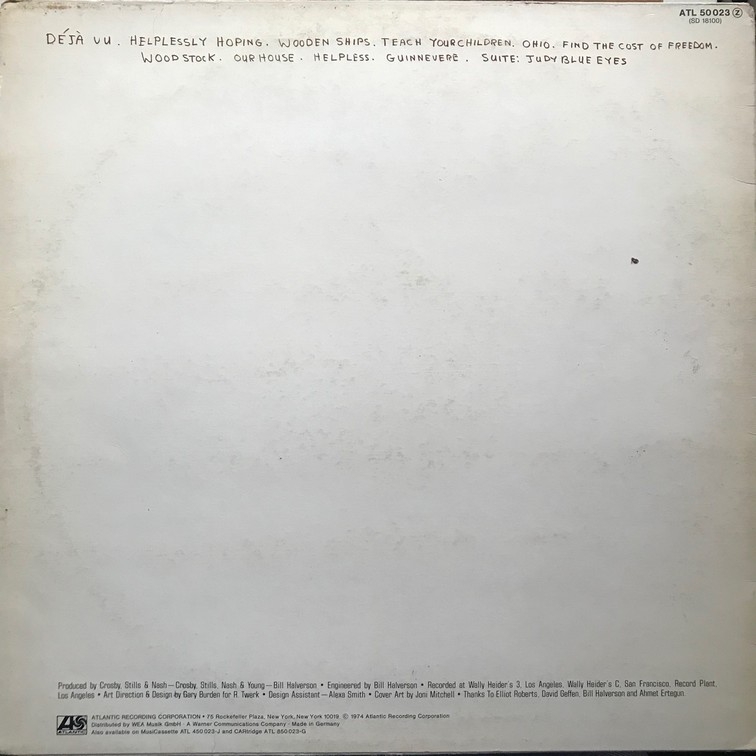 ATL 50 023 Ⓩ
(SD 18100)
DÉJÀ VU. HELPLESSLY HOPING. WOODEN SHIPS. TEACH YOUR CHILDREN. OHIO. FIND THE COST OF FREEDOM.
WOODSTOCK. OUR HOUSE. HELPLESS. GUINNEVERE. SUITE: JUDY BLUE EYES
Produced by Crosby, Stills & Nash—Crosby, Stills, Nash & Young—Bill Halverson • Engineered by Bill Halverson • Recorded at Wally Heider's 3, Los Angeles, Wally Heider's C, San Francisco, Record Plant,
Los Angeles • Art Direction & Design by Gary Burden for R. Twerk • Design Assistant—Alexa Smith • Cover Art by Joni Mitchell • Thanks To Elliot Roberts, David Geffen, Bill Halverson and Ahmet Ertegun
ATLANTIC
ATLANTIC RECORDING CORPORATION • 75 Rockefeller Plaza, New York, New York 10019. © 1974 Atlantic Recording Corporation
Distributed by WEA Musik GmbH · A Warner Communications Company · Made in Germany
Also available on MusiCassette ATL 450 023-J and CARtridge ATL 850 023-G